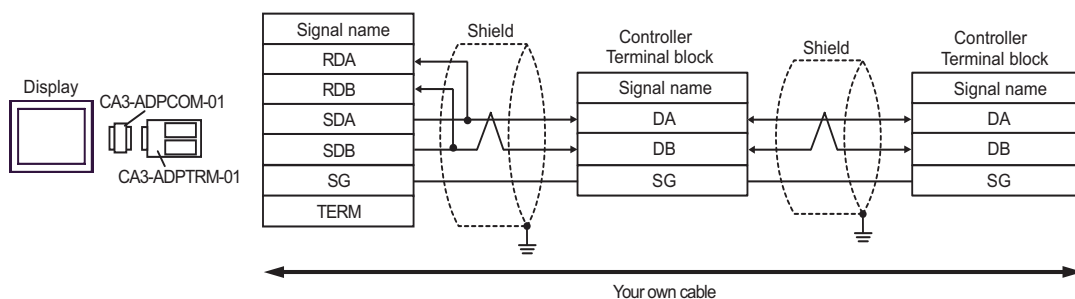 Display
CA3-ADPCOM-01
CA3-ADPTRM-01
Signal name
RDA
RDB
SDA
SDB
SG
TERM
Shield
Controller
Terminal block
Signal name
DA
DB
SG
Shield
Controller
Terminal block
Signal name
DA
DB
SG
Your own cable